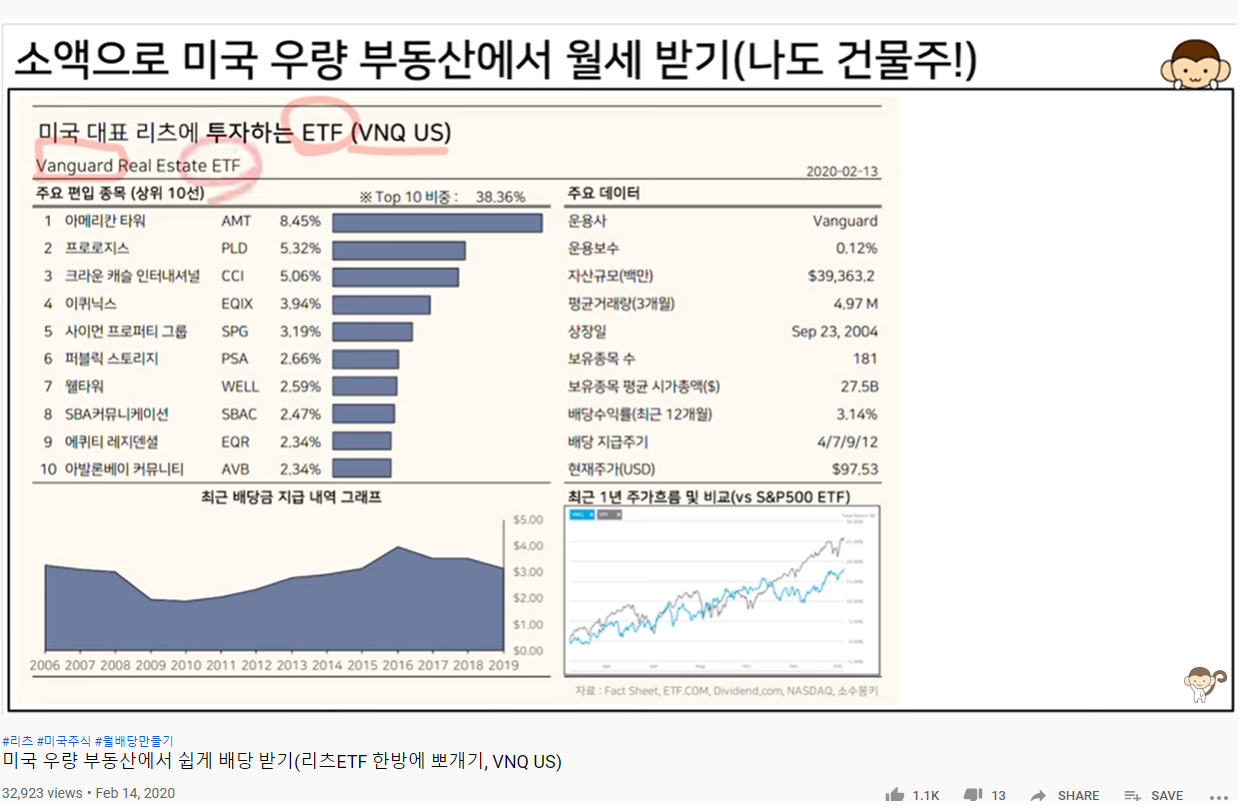 소액으로 미국 우량 부동산에서 월세 받기(나도 건물주!)
미국 대표 리츠에 투자하는 ETF (VNQ US)
Vanguard Real Estate ETF
2020-02-13
주요 편입 종목 (상위 10선)
※ Top 10 비중 : 38.36%
1 아메리칸 타워 AMT 8.45%
2 프로로지스 PLD 5.32%
3 크라운 캐슬 인터내셔널 CCI 5.06%
4 이퀴닉스 EQIX 3.94%
5 사이먼 프로퍼티 그룹 SPG 3.19%
6 퍼블릭 스토리지 PSA 2.66%
7 웰타워 WELL 2.59%
8 SBA커뮤니케이션 SBAC 2.47%
9 에퀴티 레지덴셜 EQR 2.34%
10 아발론베이 커뮤니티 AVB 2.34%
주요 데이터
운용사 Vanguard
운용보수 0.12%
자산규모(백만) $39,363.2
평균거래량(3개월) 4.97 M
상장일 Sep 23, 2004
보유종목 수 181
보유종목 평균 시가총액($) 27.5B
배당수익률(최근 12개월) 3.14%
배당 지급주기 4/7/9/12
현재주가(USD) $97.53
최근 배당금 지급 내역 그래프
$5.00
$4.00
$3.00
$2.00
$1.00
$0.00
2006 2007 2008 2009 2010 2011 2012 2013 2014 2015 2016 2017 2018 2019
최근 1년 주가흐름 및 비교(vs S&P500 ETF)
VNQ
자료 : Fact Sheet, ETF.COM, Dividend,com, NASDAQ, 소수몽키
#리츠 #미국주식 #월배당만들기
미국 우량 부동산에서 쉽게 배당 받기(리츠ETF 한방에 뽀개기, VNQ US)
32,923 views • Feb 14, 2020
1.1K 13 SHARE SAVE